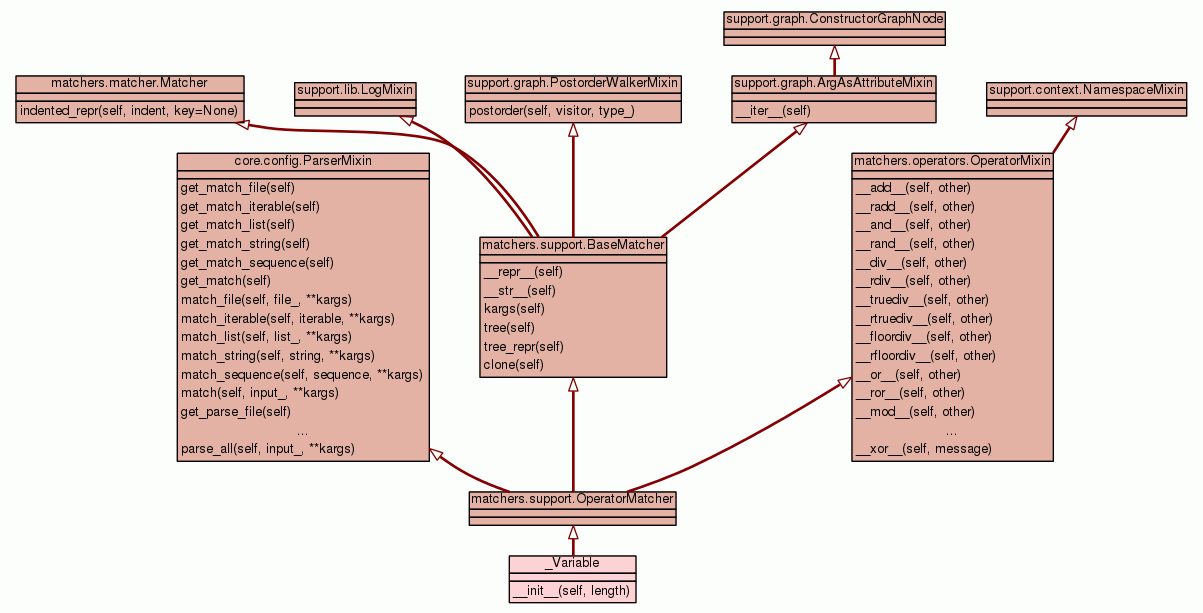 support.graph.ConstructorGraphNode
matchers.matcher.Matcher
indented_repr(self, indent, key=None)
support.lib.LogMixin
support.graph.PostorderWalkerMixin
postorder(self, visitor, type_)
support.graph.ArgAsAttributeMixin
__iter__(self)
support.context.NamespaceMixin
core.config.ParserMixin
get_match_file(self)
get_match_iterable(self)
get_match_list(self)
get_match_string(self)
get_match_sequence(self)
get_match(self)
match_file(self, file_, **kargs)
match_iterable(self, iterable, **kargs)
match_list(self, list_, **kargs)
match_string(self, string, **kargs)
match_sequence(self, sequence, **kargs)
match(self, input_, **kargs)
get_parse_file(self)
...
parse_all(self, input_, **kargs)
matchers.support.BaseMatcher
__repr__(self)
__str__(self)
kargs(self)
tree(self)
tree_repr(self)
clone(self)
matchers.operators.OperatorMixin
__add__(self, other)
__radd__(self, other)
__and__(self, other)
__rand__(self, other)
__div__(self, other)
__rdiv__(self, other)
__truediv__(self, other)
__rtruediv__(self, other)
__floordiv__(self, other)
__rfloordiv__(self, other)
__or__(self, other)
__ror__(self, other)
__mod__(self, other)
...
__xor__(self, message)
matchers.support.OperatorMatcher
_Variable
__init__(self, length)